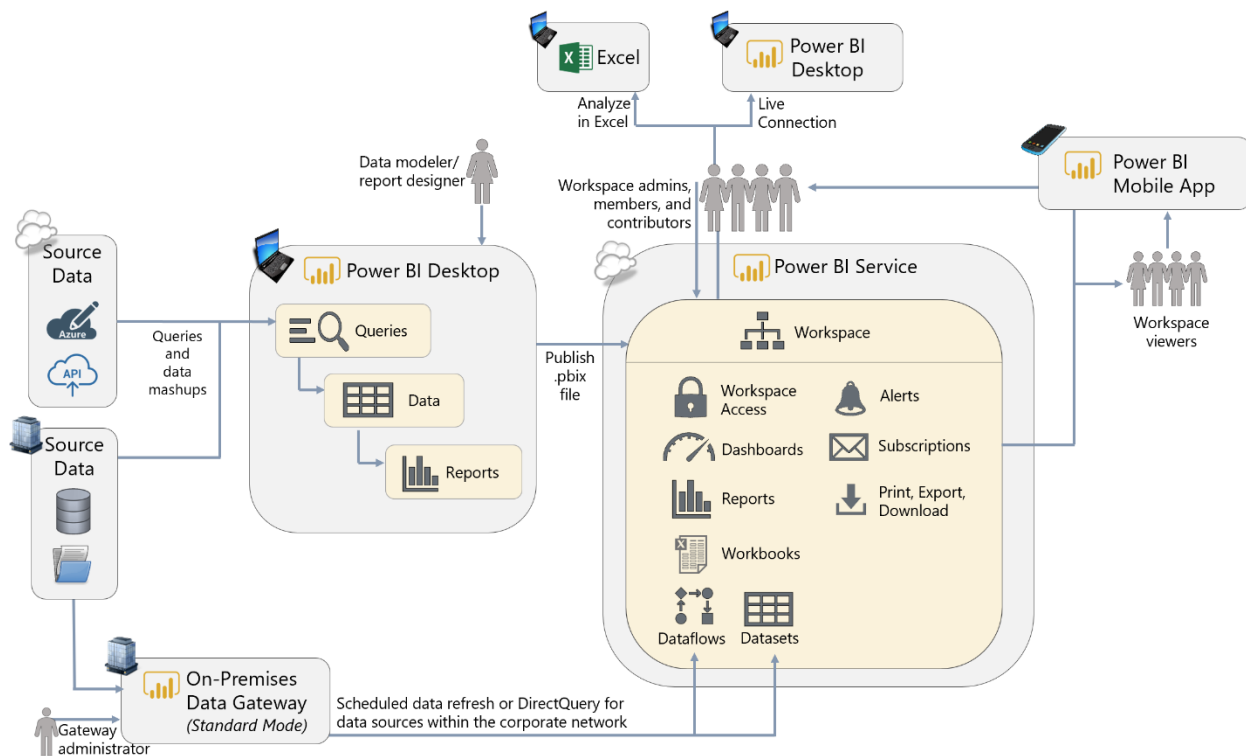 Excel
Power BI
Desktop
Analyze
in Excel
Live
Connection
Data modeler/
report designer
Workspace admins,
members, and
contributors
Power BI
Mobile App
Source
Data
Azure
API
Queries
and
data
mashups
Power BI Desktop
Queries
Data
Reports
Publish
.pbix
file
Power BI Service
Workspace
Workspace
Access
Alerts
Dashboards
Subscriptions
Reports
Print, Export,
Download
Workbooks
Dataflows
Datasets
Workspace
viewers
Source
Data
On-Premises
Data Gateway
(Standard Mode)
Gateway
administrator
Scheduled data refresh or DirectQuery for
data sources within the corporate network